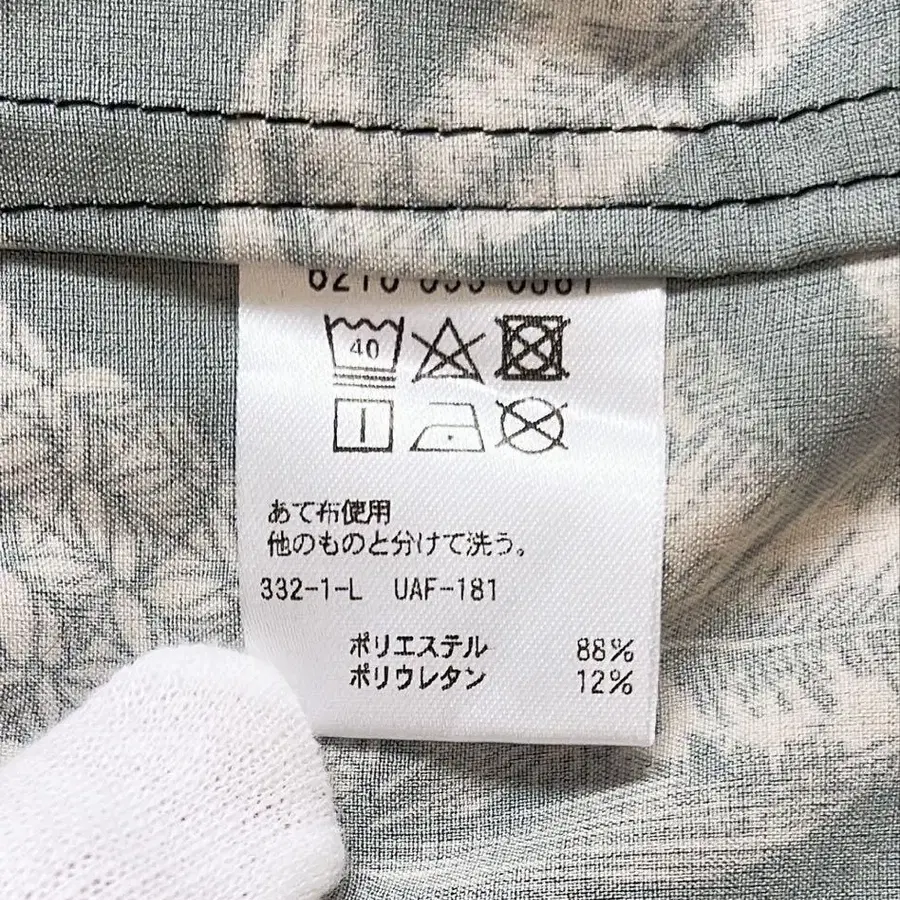 40
あて布使用
他のものと分けて洗う。
332-1-L UAF-181
ポリエステル 88%
ポリウレタン 12%